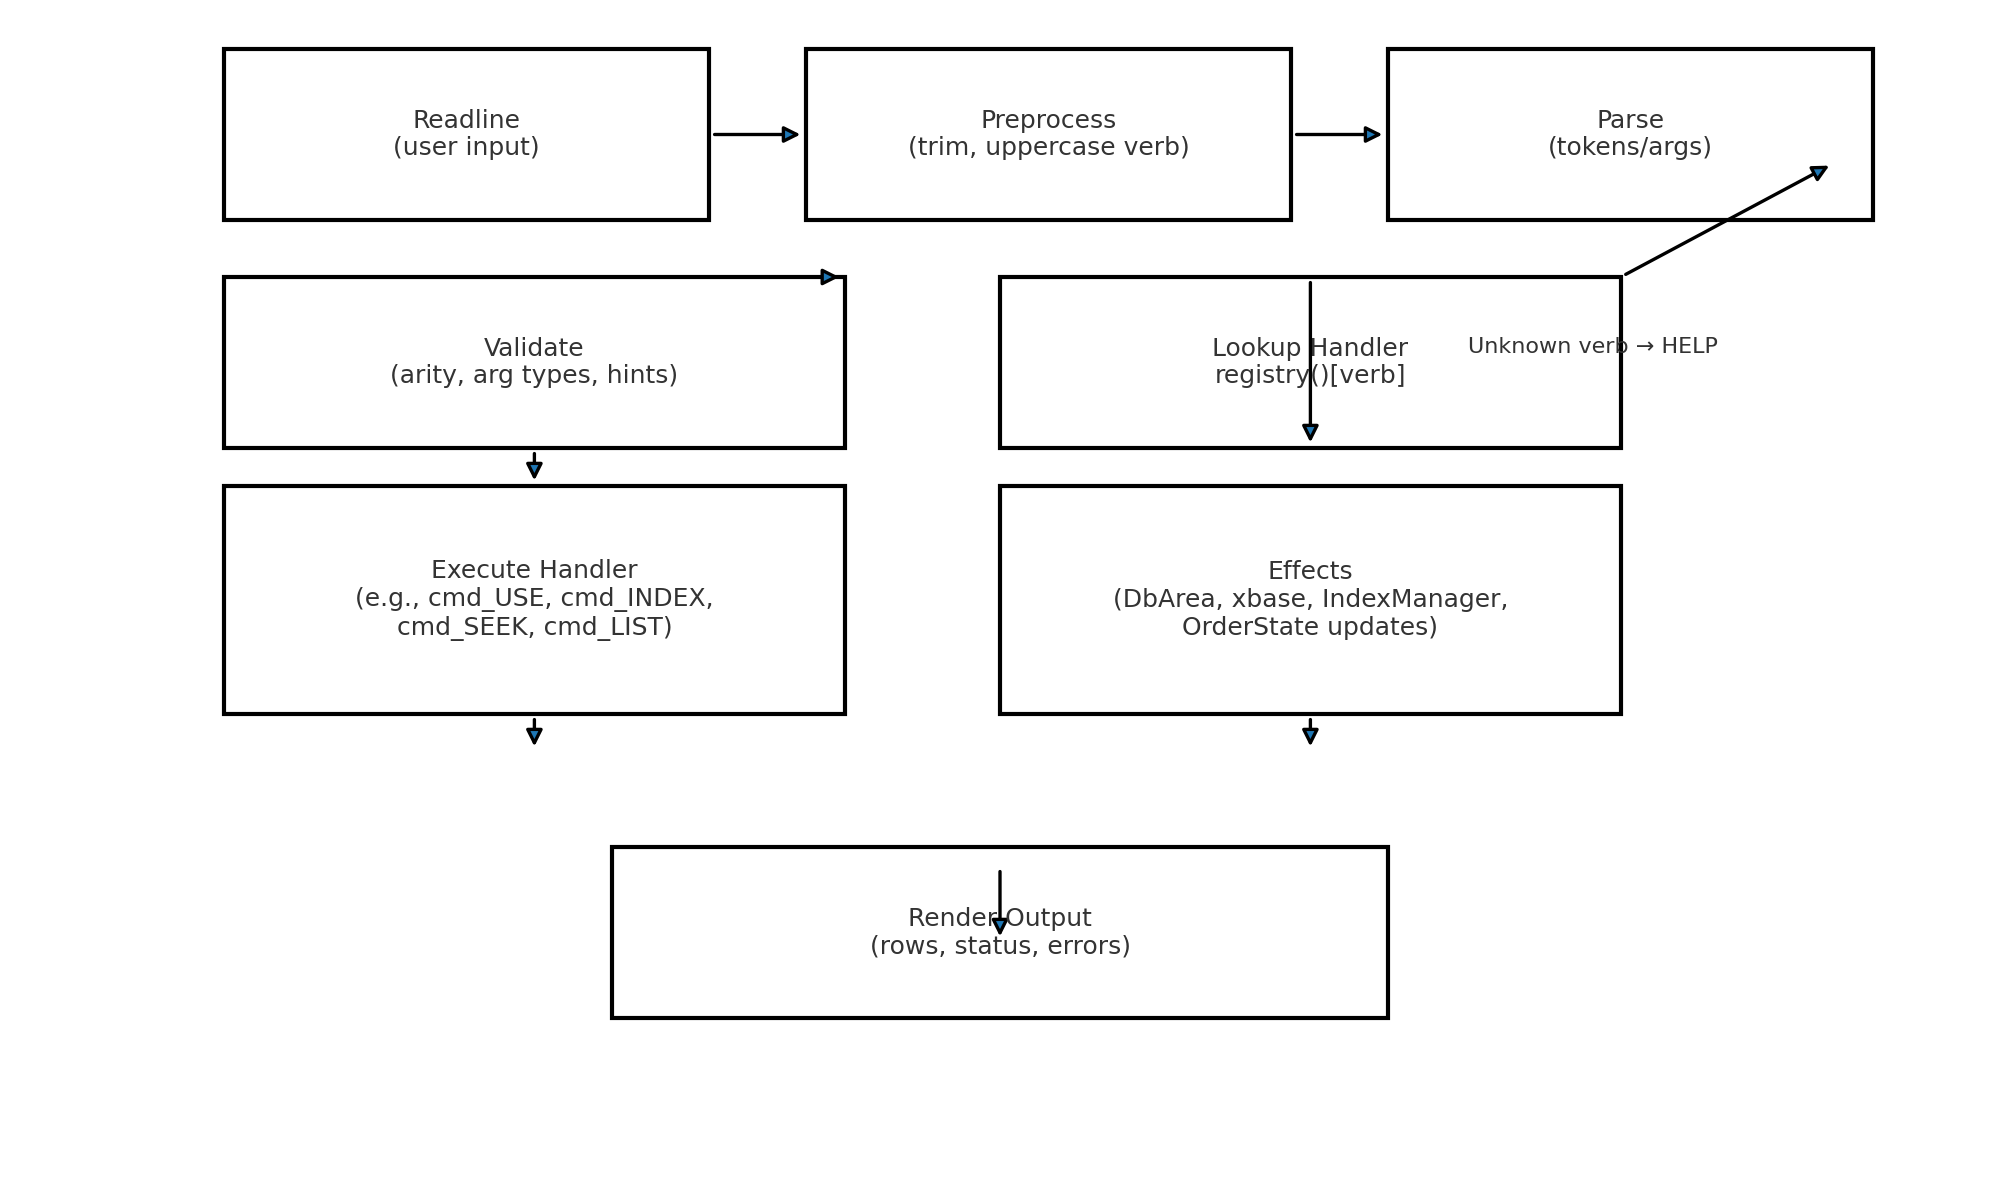 Readline
(user input)
Preprocess
(trim, uppercase verb)
Parse
(tokens/args)
Validate
(arity, arg types, hints)
Lookup Handler
registry()[verb]
Unknown verb → HELP
Execute Handler
(e.g., cmd_USE, cmd_INDEX,
cmd_SEEK, cmd_LIST)
Effects
(DbArea, xbase, IndexManager,
OrderState updates)
Render Output
(rows, status, errors)